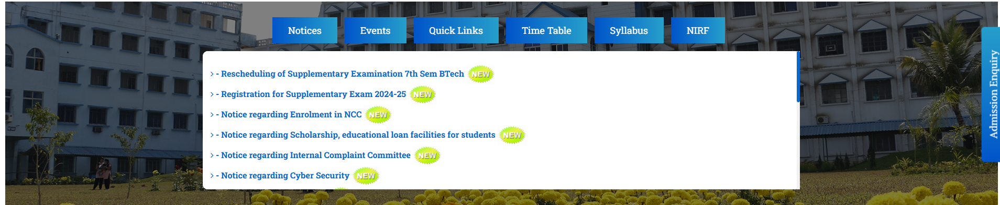 Notices
Events
Quick Links
Time Table
Syllabus
NIRF
- Rescheduling of Supplementary Examination 7th Sem BTech NEW
- Registration for Supplementary Exam 2024-25 NEW
- Notice regarding Enrolment in NCC NEW
- Notice regarding Scholarship, educational loan facilities for students NEW
- Notice regarding Internal Complaint Committee NEW
- Notice regarding Cyber Security NEW
Admission Enquiry